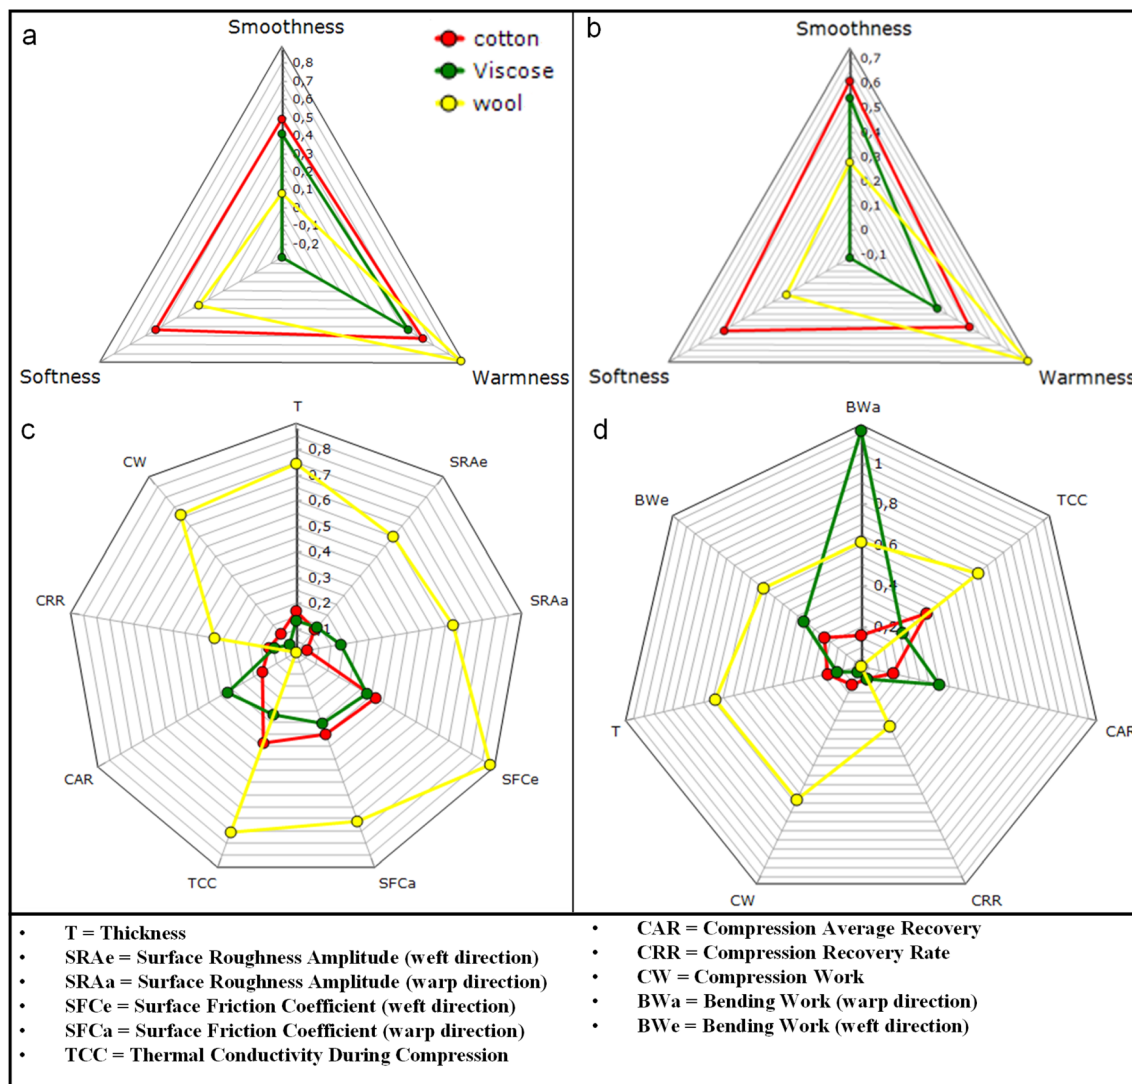 a
Smoothness
cotton
Viscose
wool
0,8
0,7
0,6
0,5
0,4
0,3
0,2
0,1
0
-0,1
-0,2
Softness
Warmness
b
Smoothness
0,7
0,6
0,5
0,4
0,3
0,2
0,1
0
-0,1
Softness
Warmness
c
T
CW
SRAe
0,8
0,7
0,6
0,5
0,4
0,3
0,2
CRR
SRAa
CAR
SFCe
TCC
SFCa
d
BWa
BWe
TCC
1
0,8
0,6
0,4
0,2
T
CAR
CW
CRR
• T = Thickness
• SRAe = Surface Roughness Amplitude (weft direction)
• SRAa = Surface Roughness Amplitude (warp direction)
• SFCe = Surface Friction Coefficient (weft direction)
• SFCa = Surface Friction Coefficient (warp direction)
• TCC = Thermal Conductivity During Compression
• CAR = Compression Average Recovery
• CRR = Compression Recovery Rate
• CW = Compression Work
• BWa = Bending Work (warp direction)
• BWe = Bending Work (weft direction)